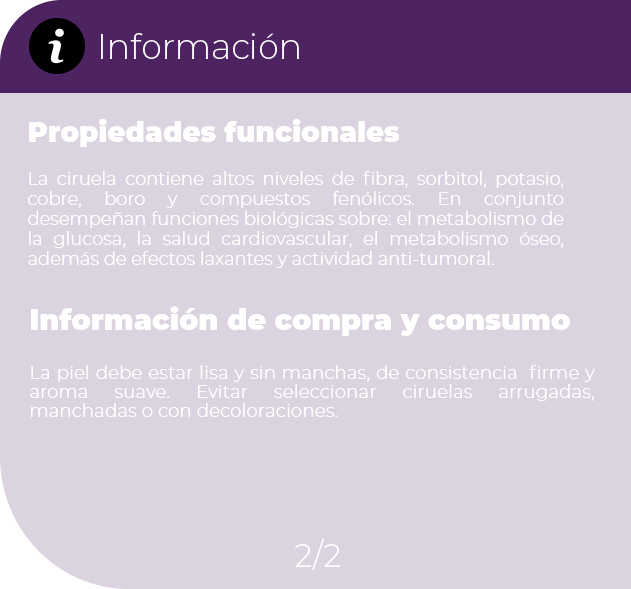 i Información
Propiedades funcionales
La ciruela contiene altos niveles de fibra, sorbitol, potasio,
cobre, boro y compuestos fenólicos. En conjunto
desempeñan funciones biológicas sobre: el metabolismo de
la glucosa, la salud cardiovascular, el metabolismo óseo,
además de efectos laxantes y actividad anti-tumoral.
Información de compra y consumo
La piel debe estar lisa y sin manchas, de consistencia firme y
aroma suave. Evitar seleccionar ciruelas arrugadas,
manchadas o con decoloraciones.
2/2